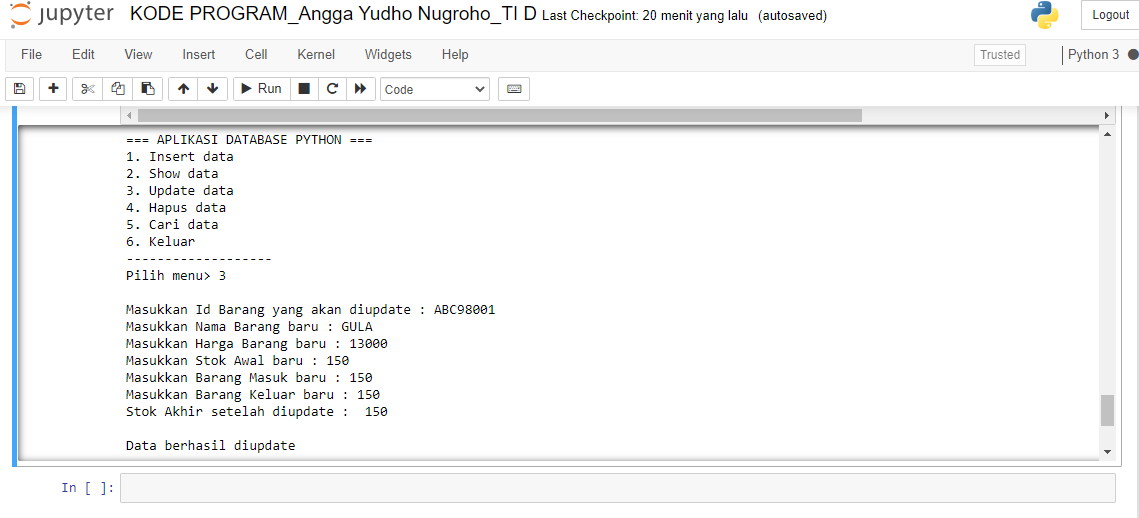 jupyter KODE PROGRAM_Angga Yudho Nugroho_TI D Last Checkpoint: 20 menit yang lalu (autosaved) Logout
File Edit View Insert Cell Kernel Widgets Help Trusted Python 3
Run Code
=== APLIKASI DATABASE PYTHON ===
1. Insert data
2. Show data
3. Update data
4. Hapus data
5. Cari data
6. Keluar
-------------------
Pilih menu> 3
Masukkan Id Barang yang akan diupdate : ABC98001
Masukkan Nama Barang baru : GULA
Masukkan Harga Barang baru : 13000
Masukkan Stok Awal baru : 150
Masukkan Barang Masuk baru : 150
Masukkan Barang Keluar baru : 150
Stok Akhir setelah diupdate :  150
Data berhasil diupdate
In [ ]: